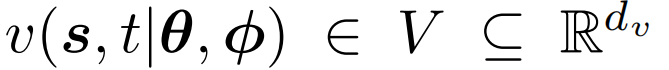 v(𝒔, t|𝜽, 𝝓) ∈ V ⊆ ℝ^{d_v}